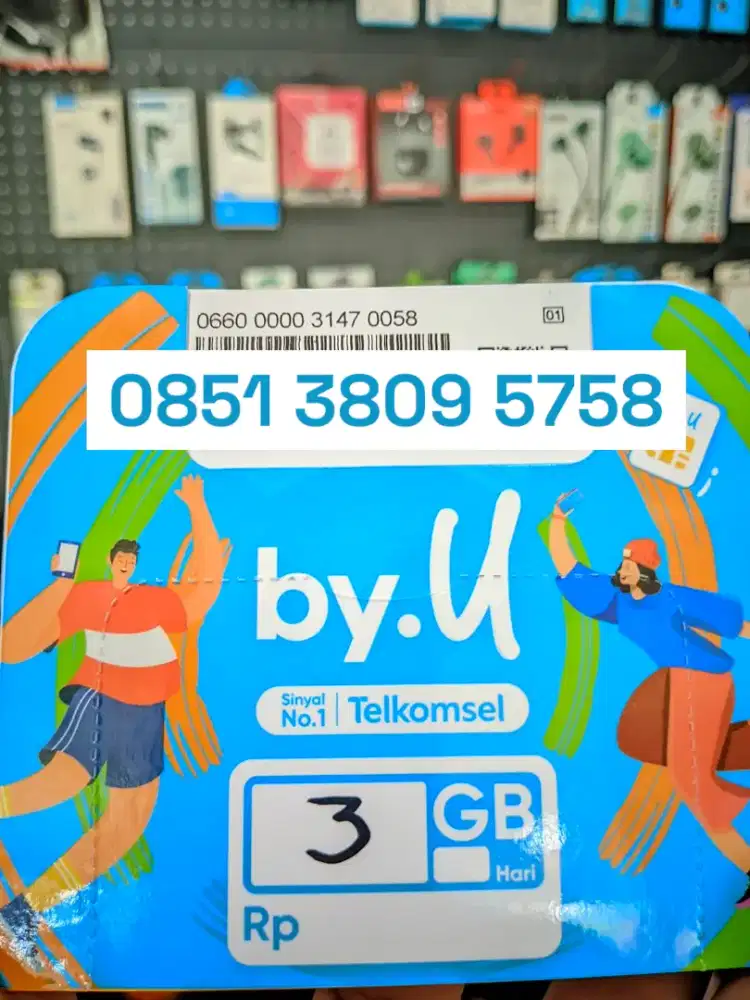 0660 0000 3147 0058
01
0851 3809 5758
by.U
Sinyal No.1
Telkomsel
3 GB
Hari
Rp